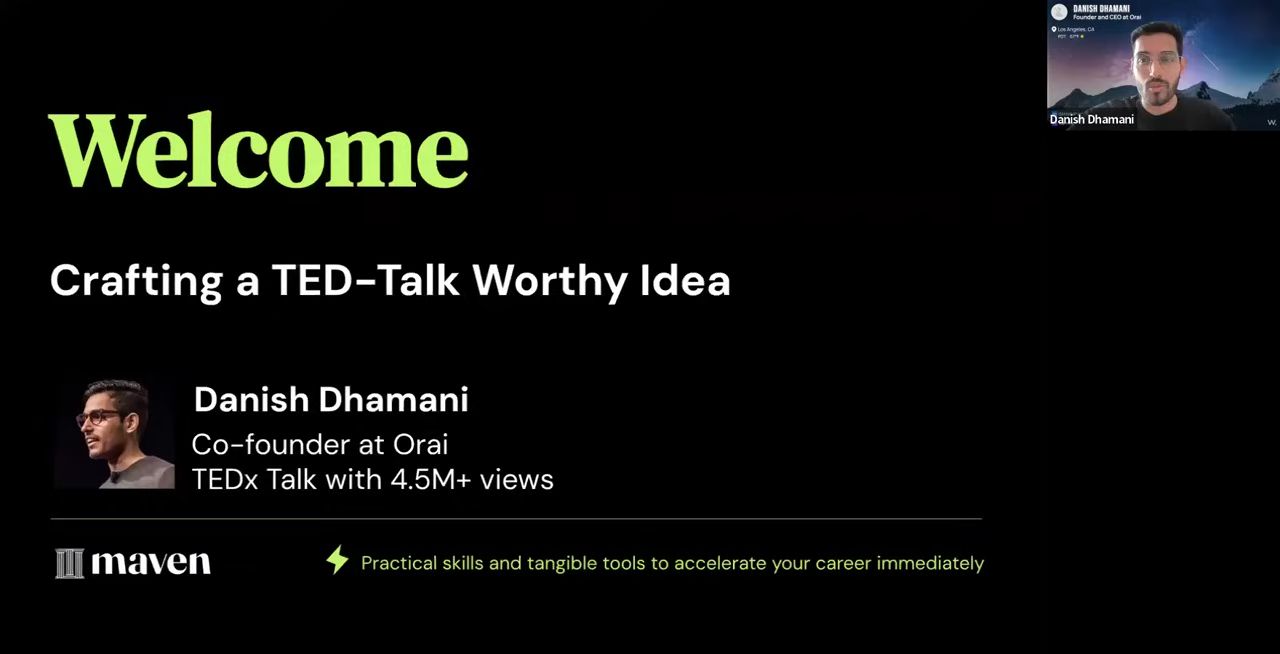 Welcome
Crafting a TED-Talk Worthy Idea
Danish Dhamani
Co-founder at Orai
TEDx Talk with 4.5M+ views
maven
Practical skills and tangible tools to accelerate your career immediately
DANISH DHAMANI
Founder and CEO at Orai
Los Angeles, CA
PDT
Danish Dhamani
W.